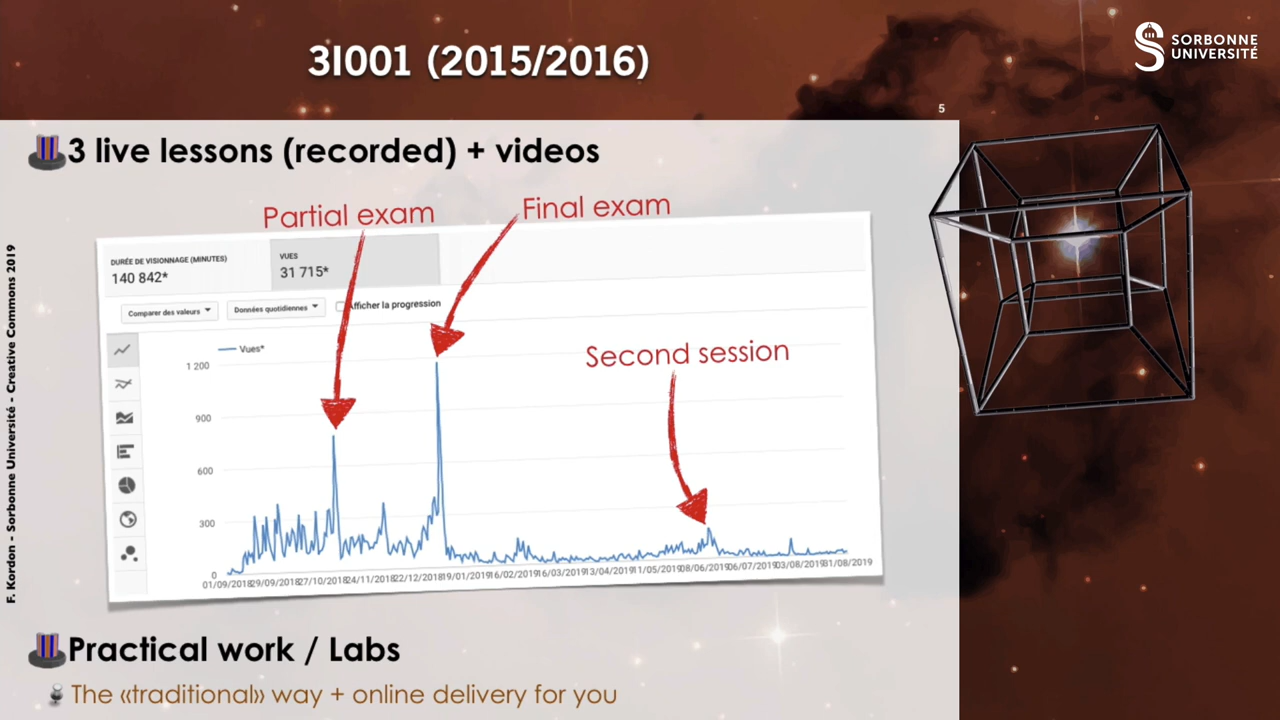 3I001 (2015/2016)
SORBONNE
UNIVERSITÉ
5
3 live lessons (recorded) + videos
Partial exam
Final exam
DURÉE DE VISIONNAGE (MINUTES)
140 842*
VUES
31 715*
Comparer des valeurs
Données quotidiennes
Afficher la progression
Vues*
1 200
900
600
300
0
Second session
01/09/2018
29/09/2018
27/10/2018
24/11/2018
22/12/2018
19/01/2019
16/02/2019
16/03/2019
13/04/2019
11/05/2019
08/06/2019
06/07/2019
03/08/2019
31/08/2019
Practical work / Labs
The «traditional» way + online delivery for you
F. Kordon - Sorbonne Université - Creative Commons 2019